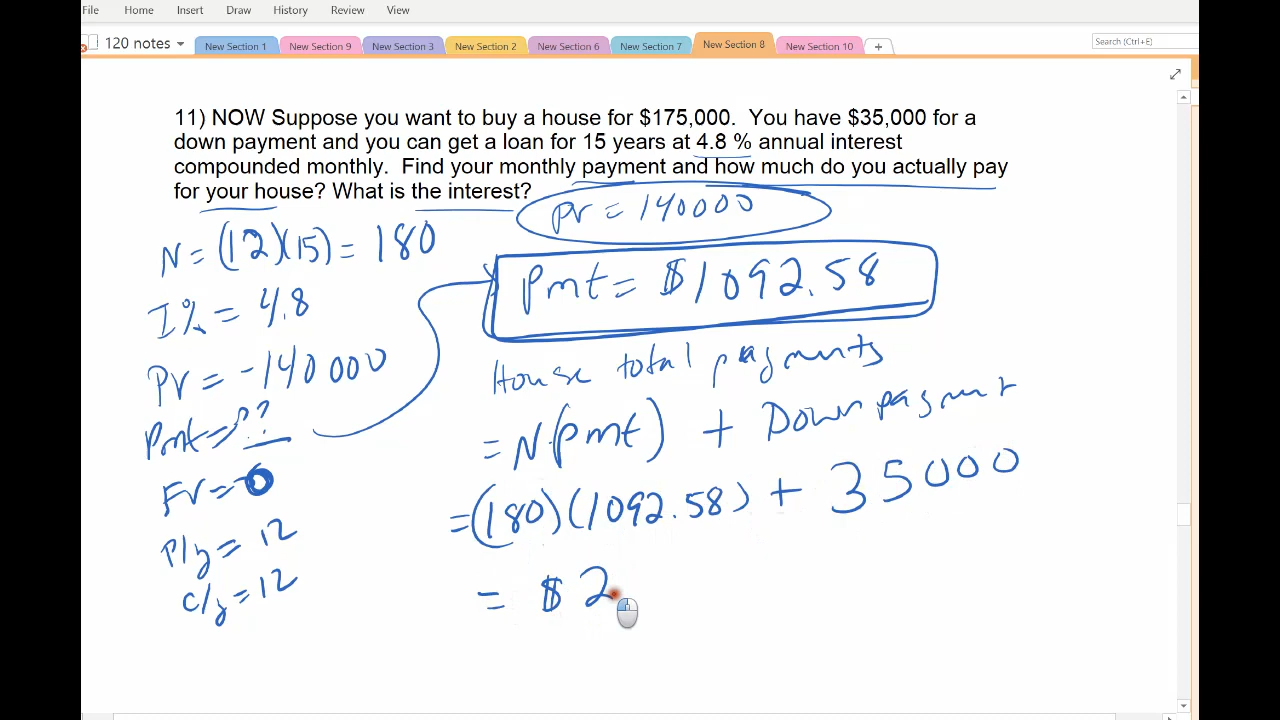 File Home Insert Draw History Review View
120 notes New Section 1 New Section 9 New Section 3 New Section 2 New Section 6 New Section 7 New Section 8 New Section 10 + Search (Ctrl+E)
11) NOW Suppose you want to buy a house for $175,000. You have $35,000 for a
down payment and you can get a loan for 15 years at 4.8 % annual interest
compounded monthly. Find your monthly payment and how much do you actually pay
for your house? What is the interest?
PV = 140000
N = (12)(15) = 180
I% = 4.8
PV = -140000
Pmt = ??
FV = 0
P/y = 12
C/y = 12
Pmt = $1092.58
House total payments
= N(pmt) + Down payment
= (180)(1092.58) + 35000
= $2